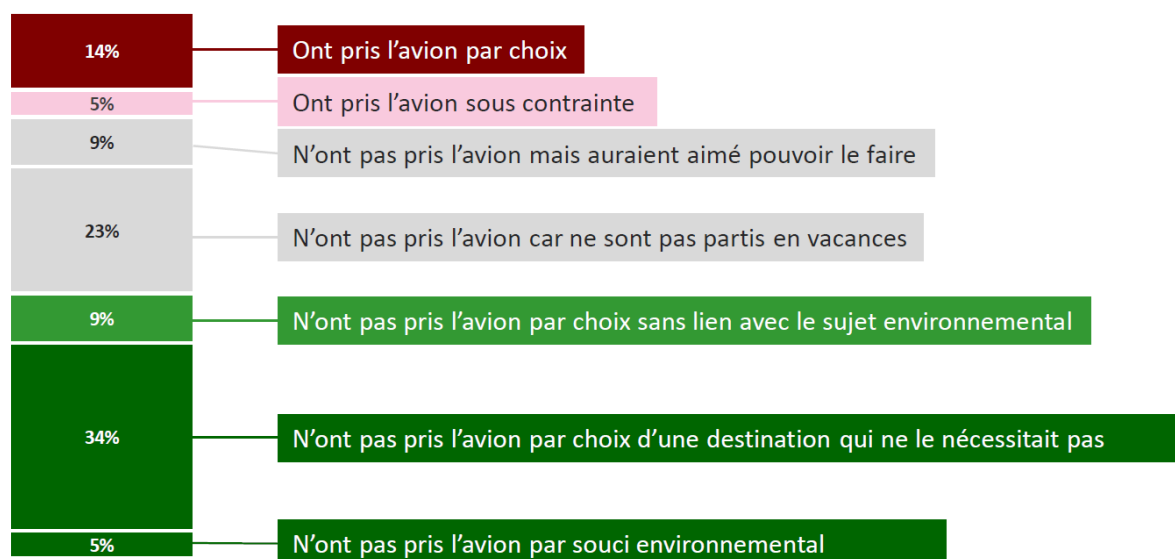 14% Ont pris l’avion par choix
5% Ont pris l’avion sous contrainte
9% N’ont pas pris l’avion mais auraient aimé pouvoir le faire
23% N’ont pas pris l’avion car ne sont pas partis en vacances
9% N’ont pas pris l’avion par choix sans lien avec le sujet environnemental
34% N’ont pas pris l’avion par choix d’une destination qui ne le nécessitait pas
5% N’ont pas pris l’avion par souci environnemental